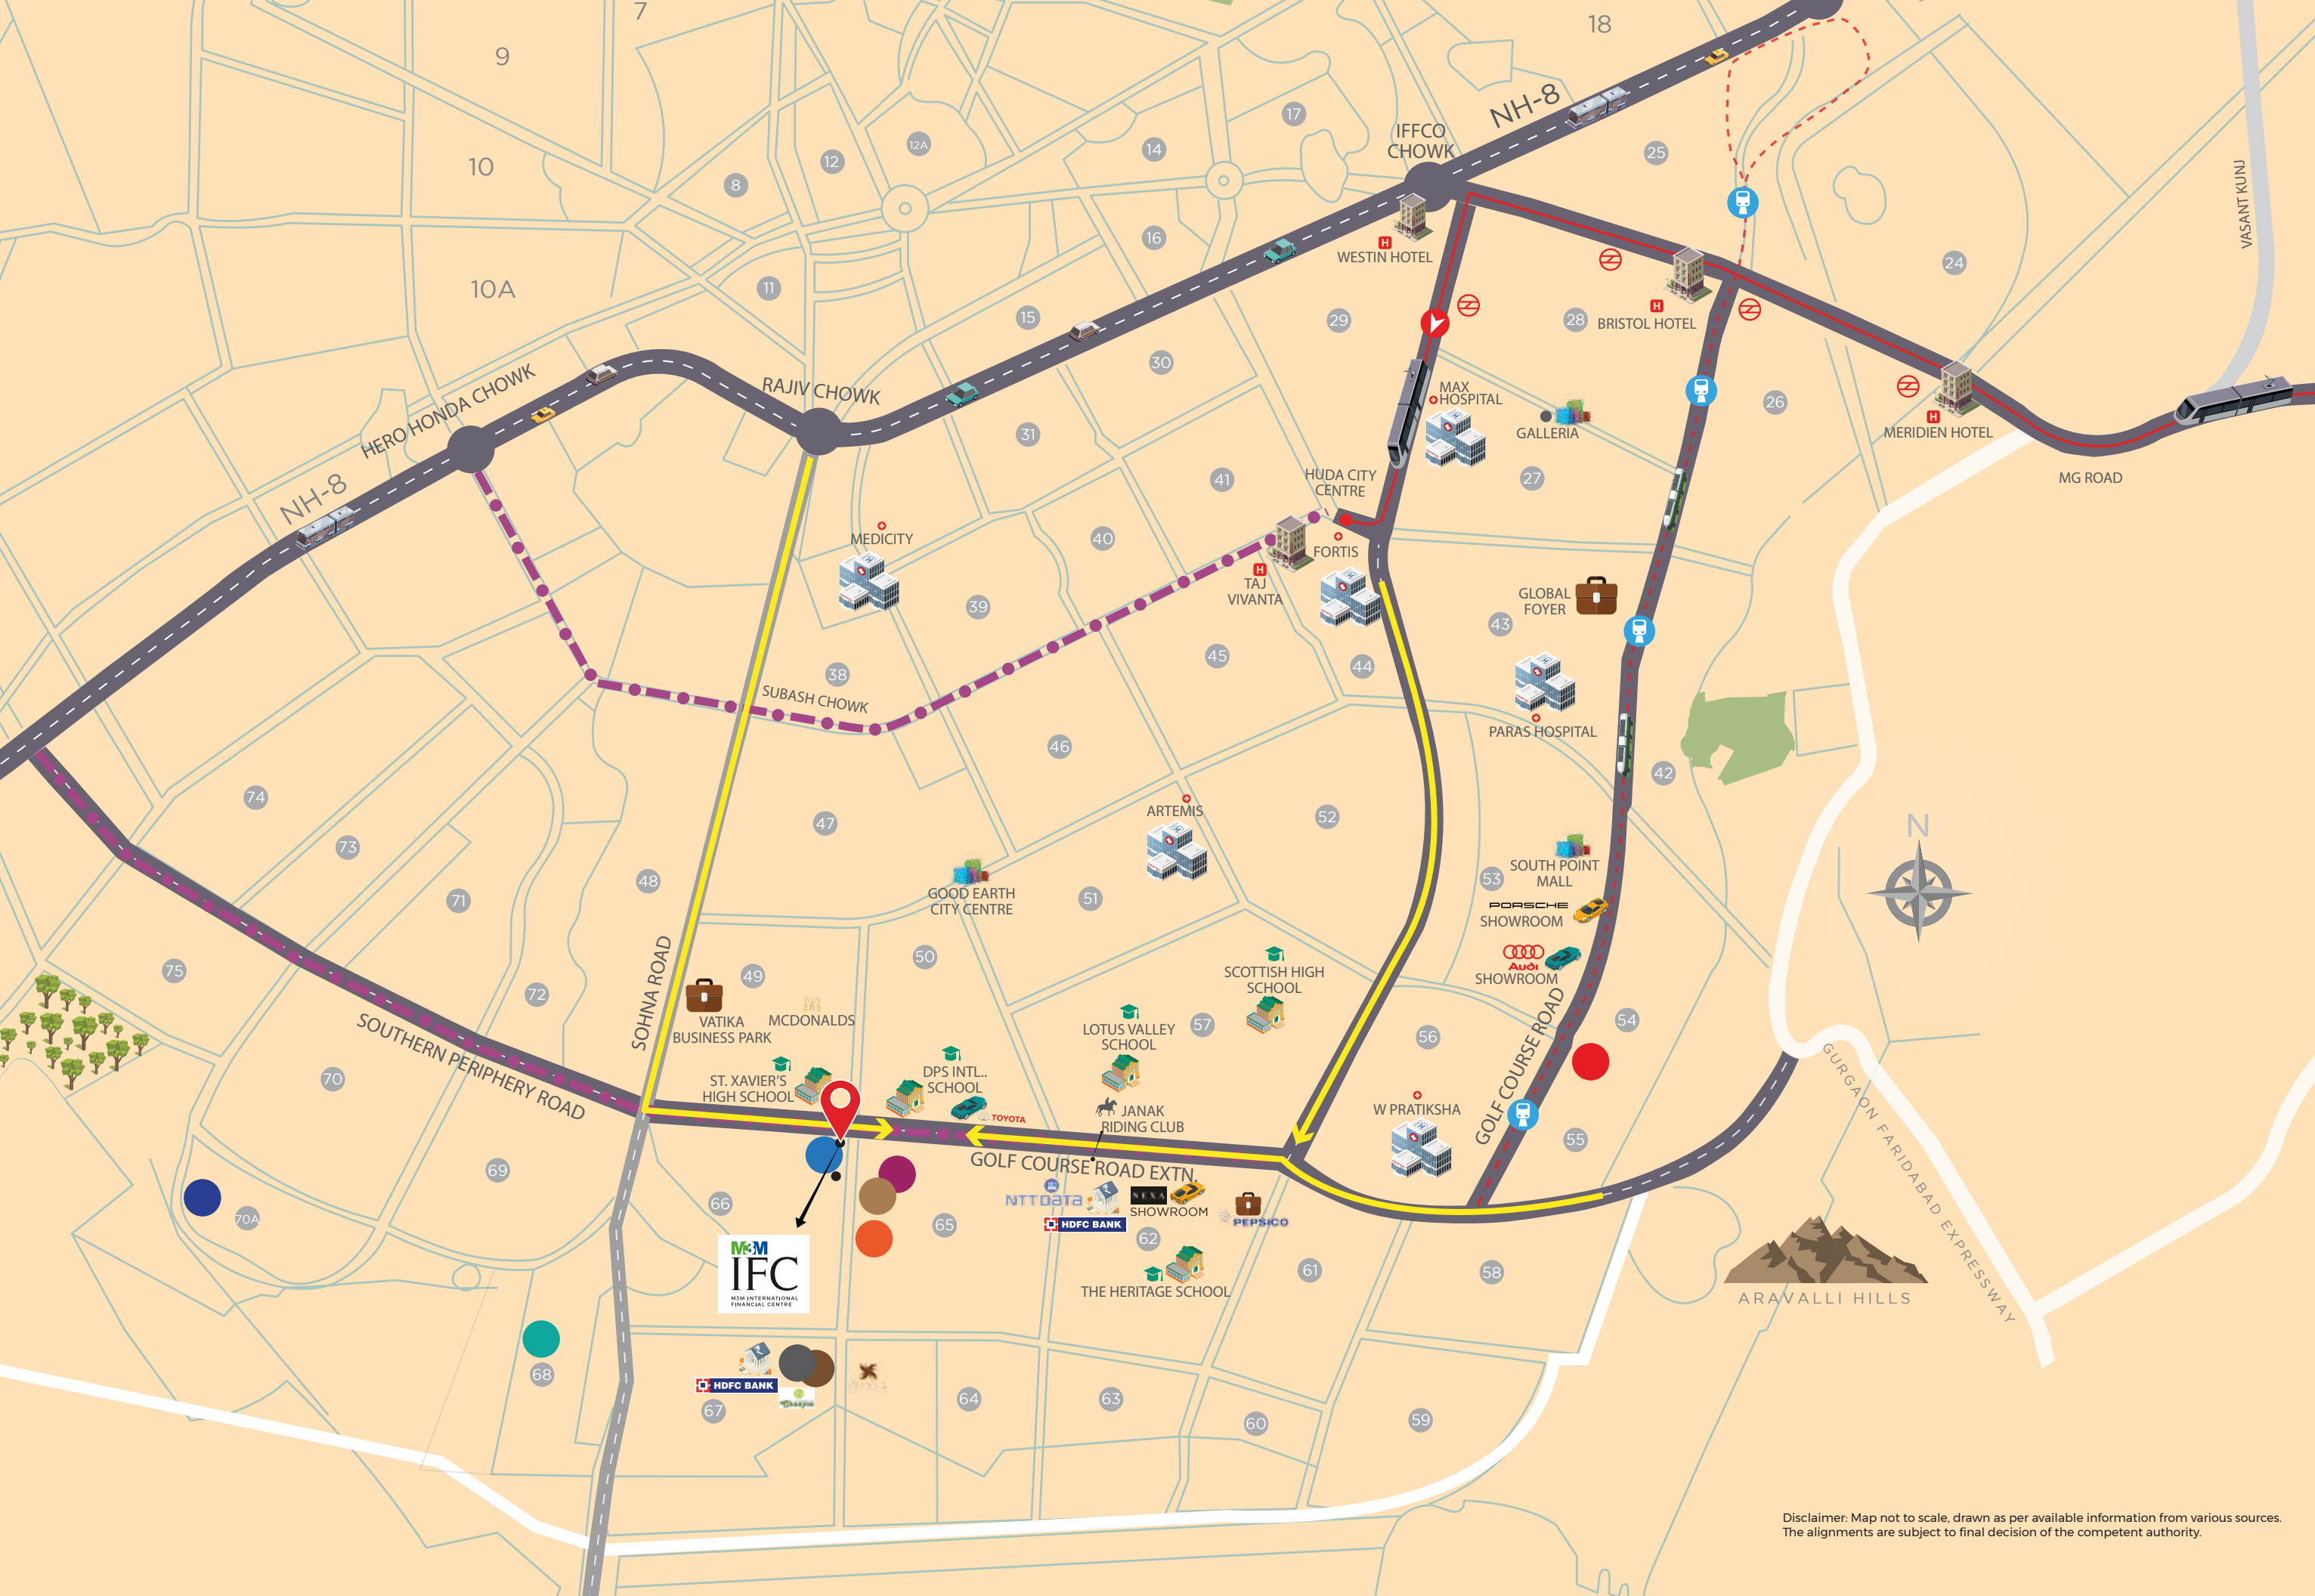 7
9
18
NH-8
17
IFFCO
CHOWK
12A
14
12
10
8
25
VASANT KUNJ
16
H
WESTIN HOTEL
24
10A
11
15
29
28
H
BRISTOL HOTEL
30
HERO HONDA CHOWK
RAJIV CHOWK
MAX
HOSPITAL
26
GALLERIA
H
MERIDIEN HOTEL
31
NH-8
41
HUDA CITY
CENTRE
27
MG ROAD
MEDICITY
40
FORTIS
H
TAJ
VIVANTA
GLOBAL
FOYER
39
43
45
44
38
SUBASH CHOWK
PARAS HOSPITAL
46
42
74
ARTEMIS
52
47
N
73
SOUTH POINT
MALL
48
53
GOOD EARTH
CITY CENTRE
71
51
PORSCHE
SHOWROOM
50
75
49
SCOTTISH HIGH
SCHOOL
Audi
SHOWROOM
72
SOHNA ROAD
VATIKA
BUSINESS PARK
MCDONALDS
LOTUS VALLEY
SCHOOL
57
56
54
GOLF COURSE ROAD
SOUTHERN PERIPHERY ROAD
70
ST. XAVIER'S
HIGH SCHOOL
DPS INTL..
SCHOOL
TOYOTA
JANAK
RIDING CLUB
W PRATIKSHA
GURGAON FARIDABAD EXPRESSWAY
55
GOLF COURSE ROAD EXTN.
69
70A
66
65
NTT DATA
HDFC BANK
NEXA
SHOWROOM
PEPSICO
62
M3M
IFC
M3M INTERNATIONAL
FINANCIAL CENTRE
61
58
THE HERITAGE SCHOOL
ARAVALLI HILLS
68
HDFC BANK
67
64
63
60
59
Disclaimer: Map not to scale, drawn as per available information from various sources.
The alignments are subject to final decision of the competent authority.